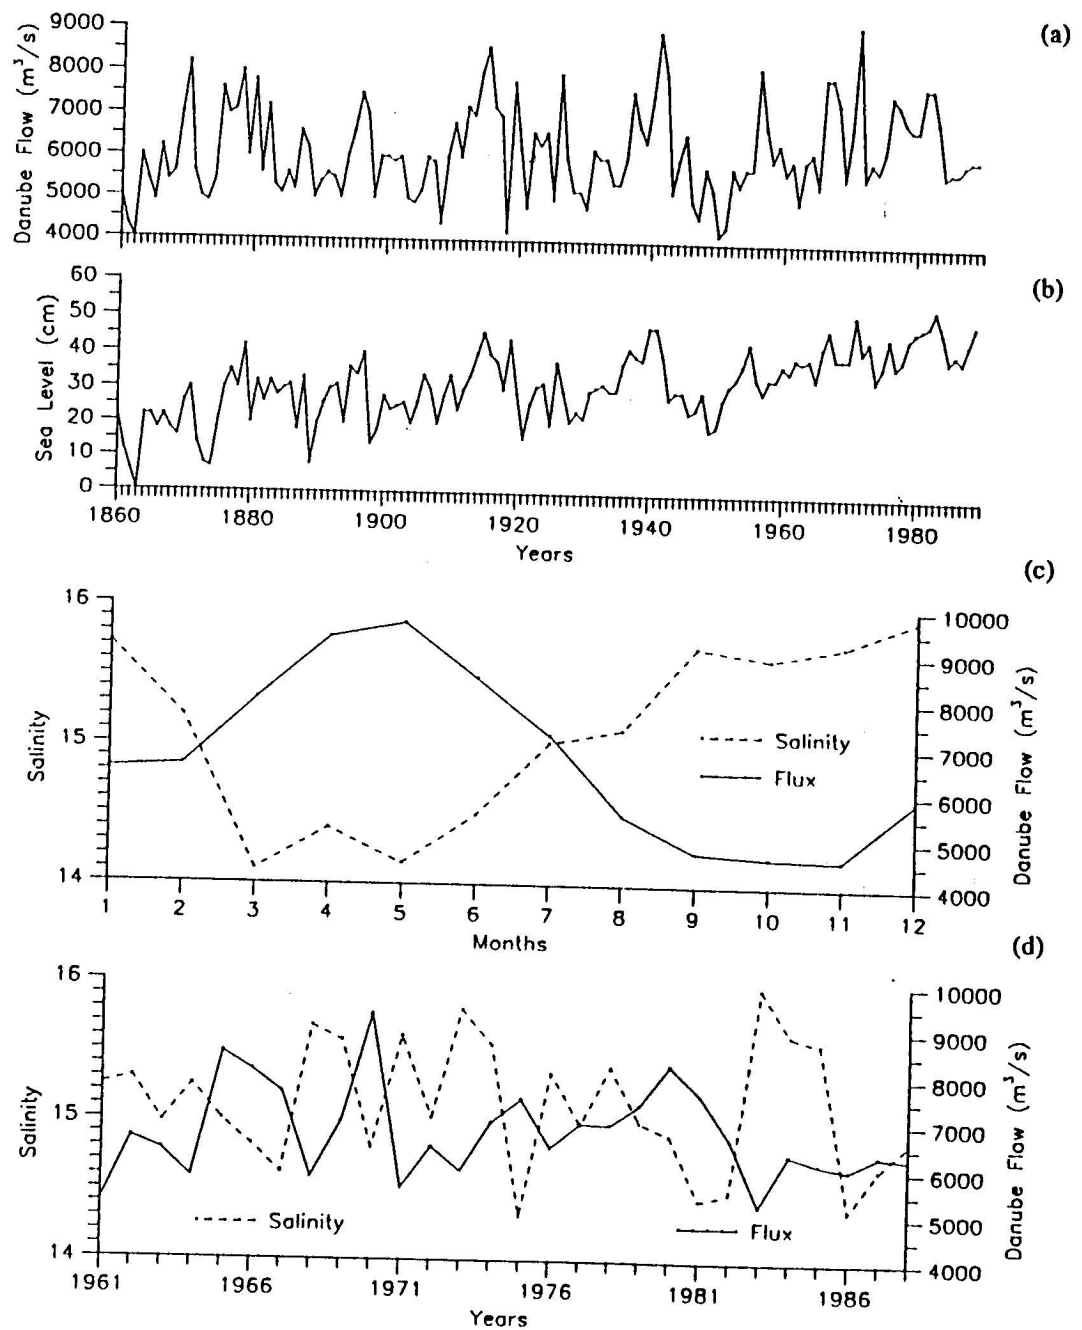 (a)
9000
8000
7000
6000
5000
4000
Danube Flow (m³/s)
(b)
60
50
40
30
20
10
0
Sea Level (cm)
1860 1880 1900 1920 1940 1960 1980
Years
(c)
16
15
14
Salinity
10000
9000
8000
7000
6000
5000
4000
Danube Flow (m³/s)
Salinity
Flux
1 2 3 4 5 6 7 8 9 10 11 12
Months
(d)
16
15
14
Salinity
10000
9000
8000
7000
6000
5000
4000
Danube Flow (m³/s)
Salinity
Flux
1961 1966 1971 1976 1981 1986
Years